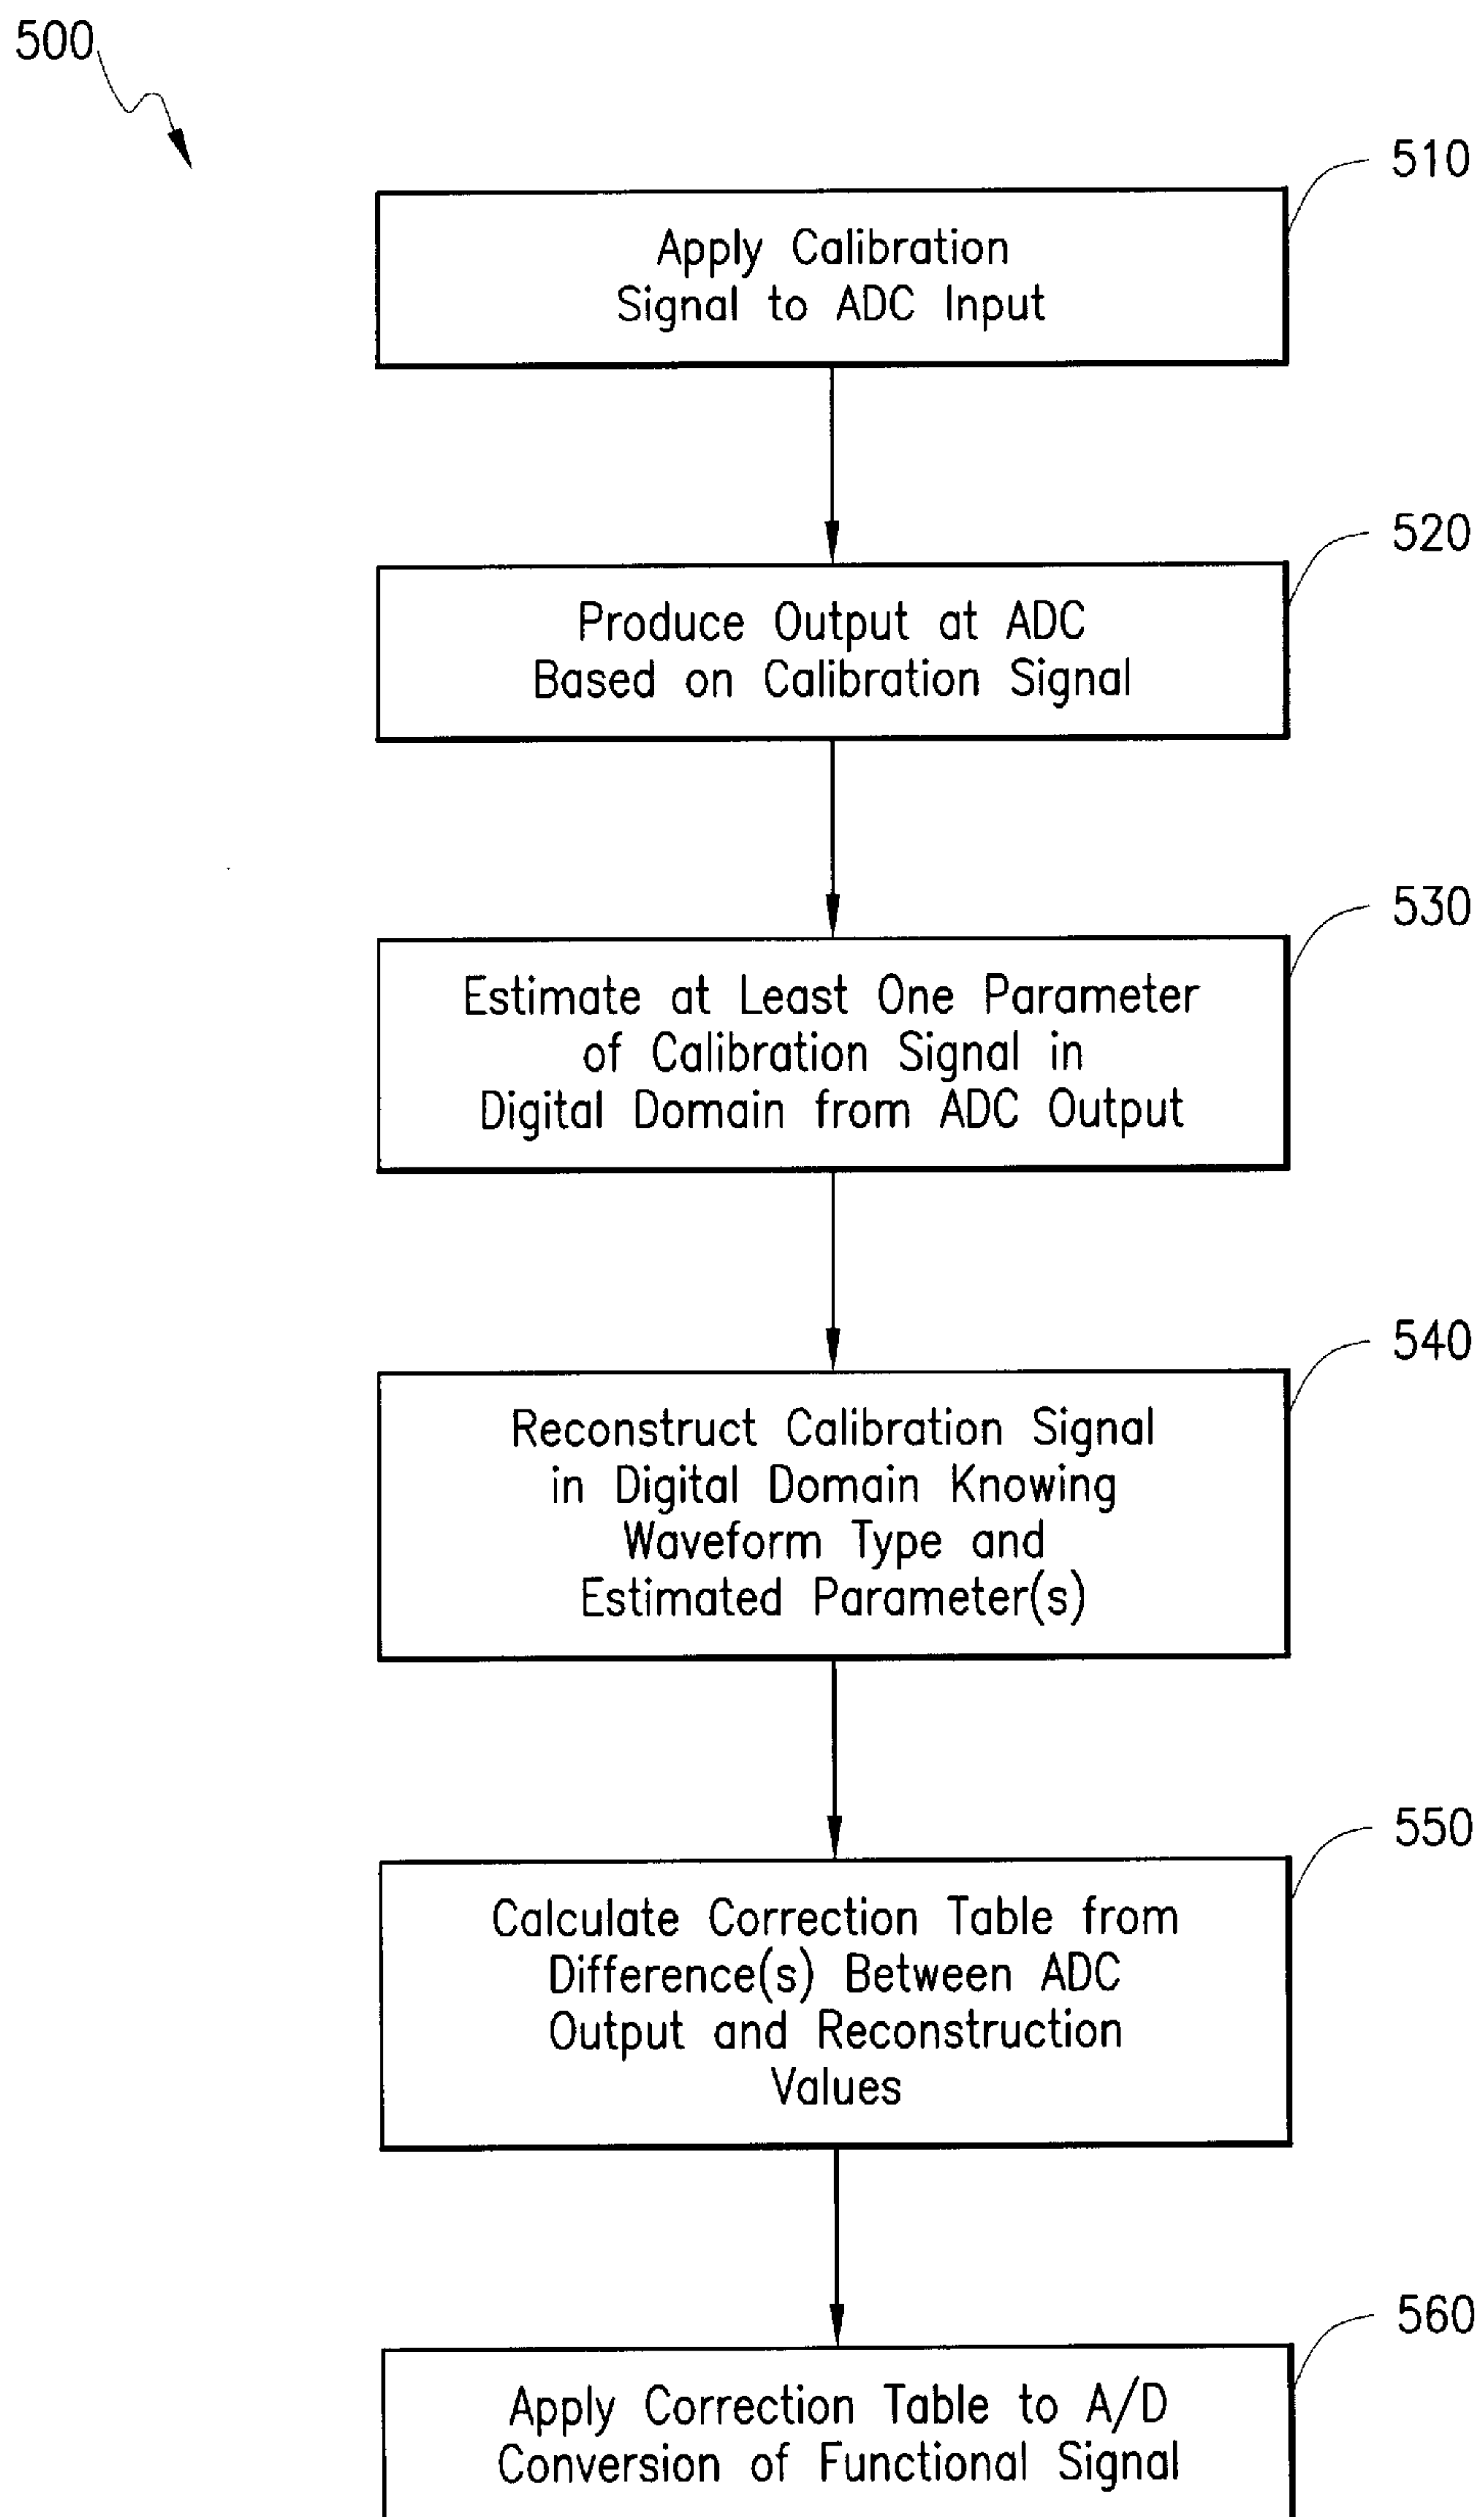 500
510
Apply Calibration
Signal to ADC Input
520
Produce Output at ADC
Based on Calibration Signal
530
Estimate at Least One Parameter
of Calibration Signal in
Digital Domain from ADC Output
540
Reconstruct Calibration Signal
in Digital Domain Knowing
Waveform Type and
Estimated Parameter(s)
550
Calculate Correction Table from
Difference(s) Between ADC
Output and Reconstruction
Values
560
Apply Correction Table to A/D
Conversion of Functional Signal